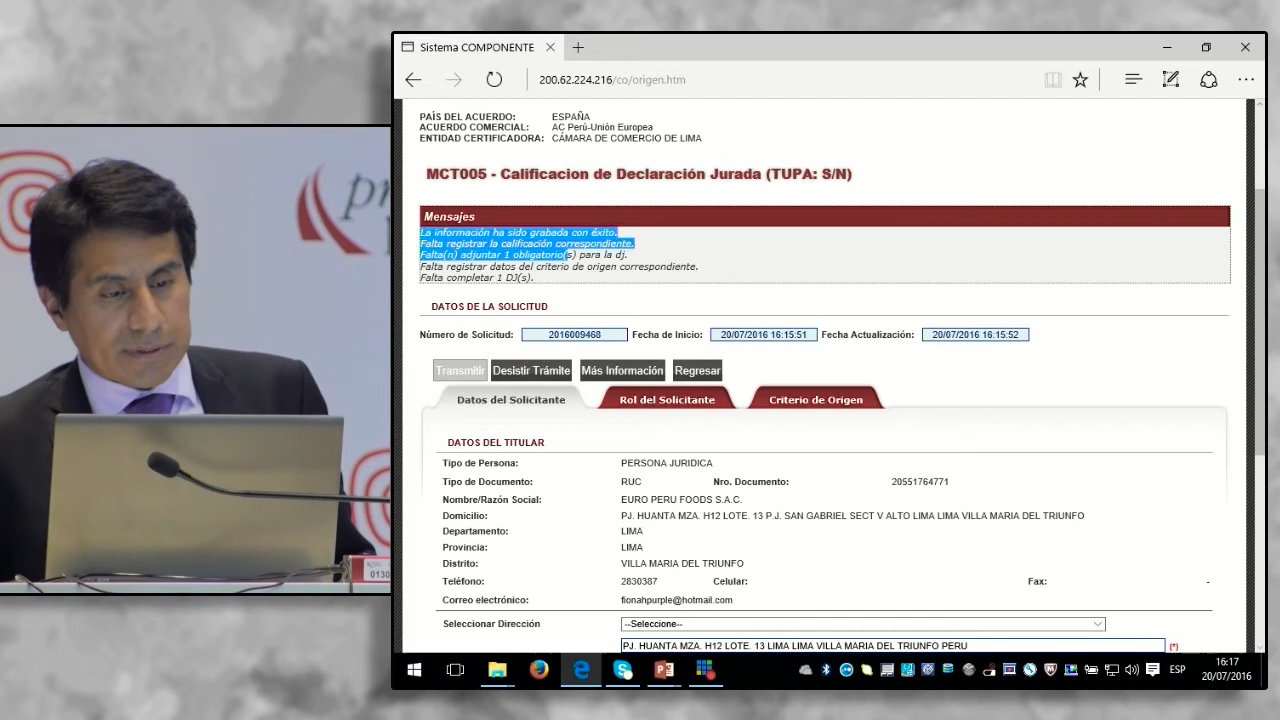 Sistema COMPONENTE
200.62.224.216/co/origen.htm
PAÍS DEL ACUERDO: ESPAÑA
ACUERDO COMERCIAL: AC Perú-Unión Europea
ENTIDAD CERTIFICADORA: CÁMARA DE COMERCIO DE LIMA
MCT005 - Calificacion de Declaración Jurada (TUPA: S/N)
Mensajes
La información ha sido grabada con éxito.
Falta registrar la calificación correspondiente.
Falta(n) adjuntar 1 obligatorio(s) para la dj.
Falta registrar datos del criterio de origen correspondiente.
Falta completar 1 DJ(s).
DATOS DE LA SOLICITUD
Número de Solicitud: 2016009468 Fecha de Inicio: 20/07/2016 16:15:51 Fecha Actualización: 20/07/2016 16:15:52
Transmitir Desistir Trámite Más Información Regresar
Datos del Solicitante Rol del Solicitante Criterio de Origen
DATOS DEL TITULAR
Tipo de Persona: PERSONA JURIDICA
Tipo de Documento: RUC Nro. Documento: 20551764771
Nombre/Razón Social: EURO PERU FOODS S.A.C.
Domicilio: PJ. HUANTA MZA. H12 LOTE. 13 P.J. SAN GABRIEL SECT V ALTO LIMA LIMA VILLA MARIA DEL TRIUNFO
Departamento: LIMA
Provincia: LIMA
Distrito: VILLA MARIA DEL TRIUNFO
Teléfono: 2830387 Celular: Fax: -
Correo electrónico: fionahpurple@hotmail.com
Seleccionar Dirección --Seleccione--
PJ. HUANTA MZA. H12 LOTE. 13 LIMA LIMA VILLA MARIA DEL TRIUNFO PERU (*)
ESP 16:17
20/07/2016
pr
0130